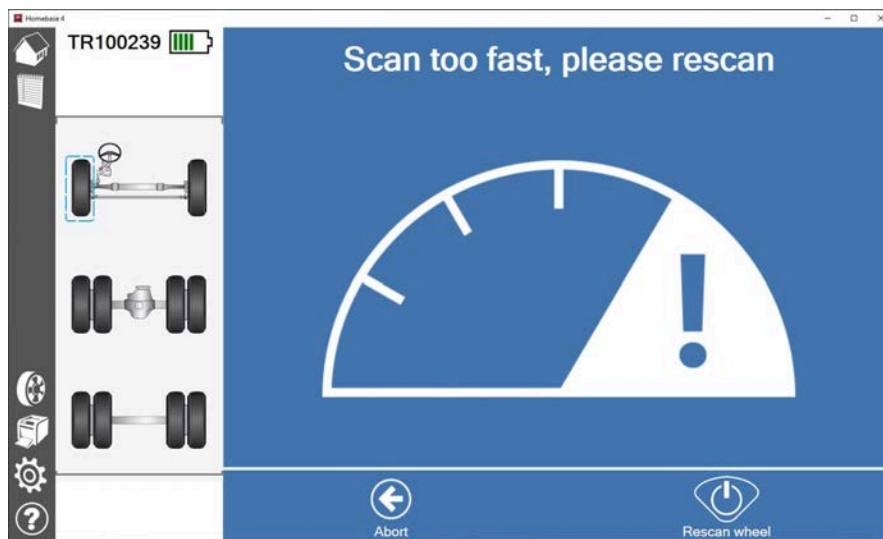 Homebase 4
TR100239
Scan too fast, please rescan
!
?
Abort
Rescan wheel